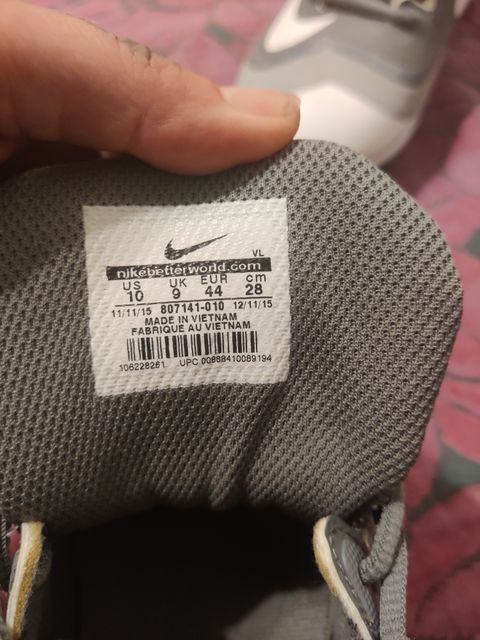 VL
nikebetterworld.com
US UK EUR cm
10 9 44 28
11/11/15 807141-010 12/11/15
MADE IN VIETNAM
FABRIQUE AU VIETNAM
106228261 UPC 00888410089194